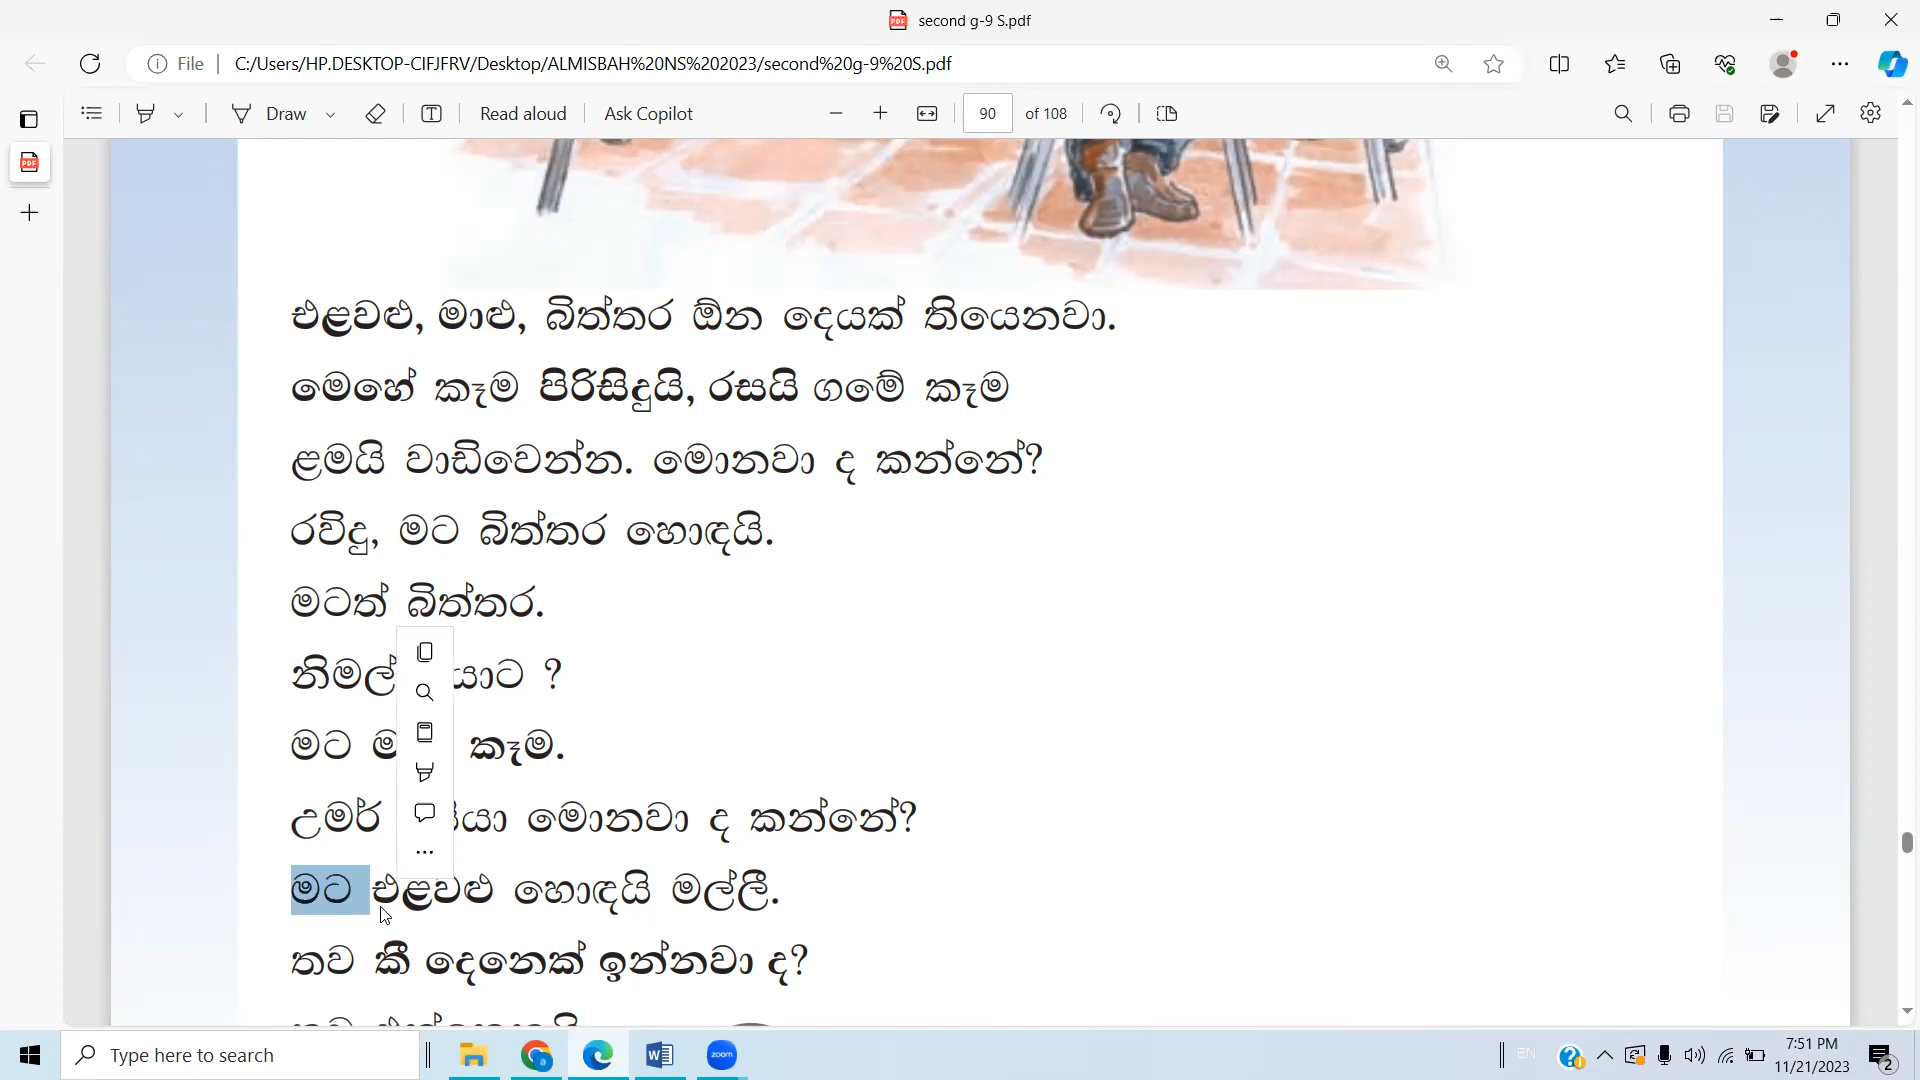 second g-9 S.pdf
File
C:/Users/HP.DESKTOP-CIFJFRV/Desktop/ALMISBAH%20NS%202023/second%20g-9%20S.pdf
Draw
Read aloud
Ask Copilot
90 of 108
එළවළු, මාළු, බිත්තර ඕන දෙයක් තියෙනවා.
මෙහේ කෑම පිරිසිදුයි, රසයි ගමේ කෑම
ළමයි වාඩිවෙන්න. මොනවා ද කන්නේ?
රවිදු, මට බිත්තර හොඳයි.
මටත් බිත්තර.
නිමල් ?
මට කෑම.
උමර් මොනවා ද කන්නේ?
මට එළවළු හොඳයි මල්ලී.
තව කී දෙනෙක් ඉන්නවා ද?
Type here to search
zoom
EN
7:51 PM
11/21/2023
2